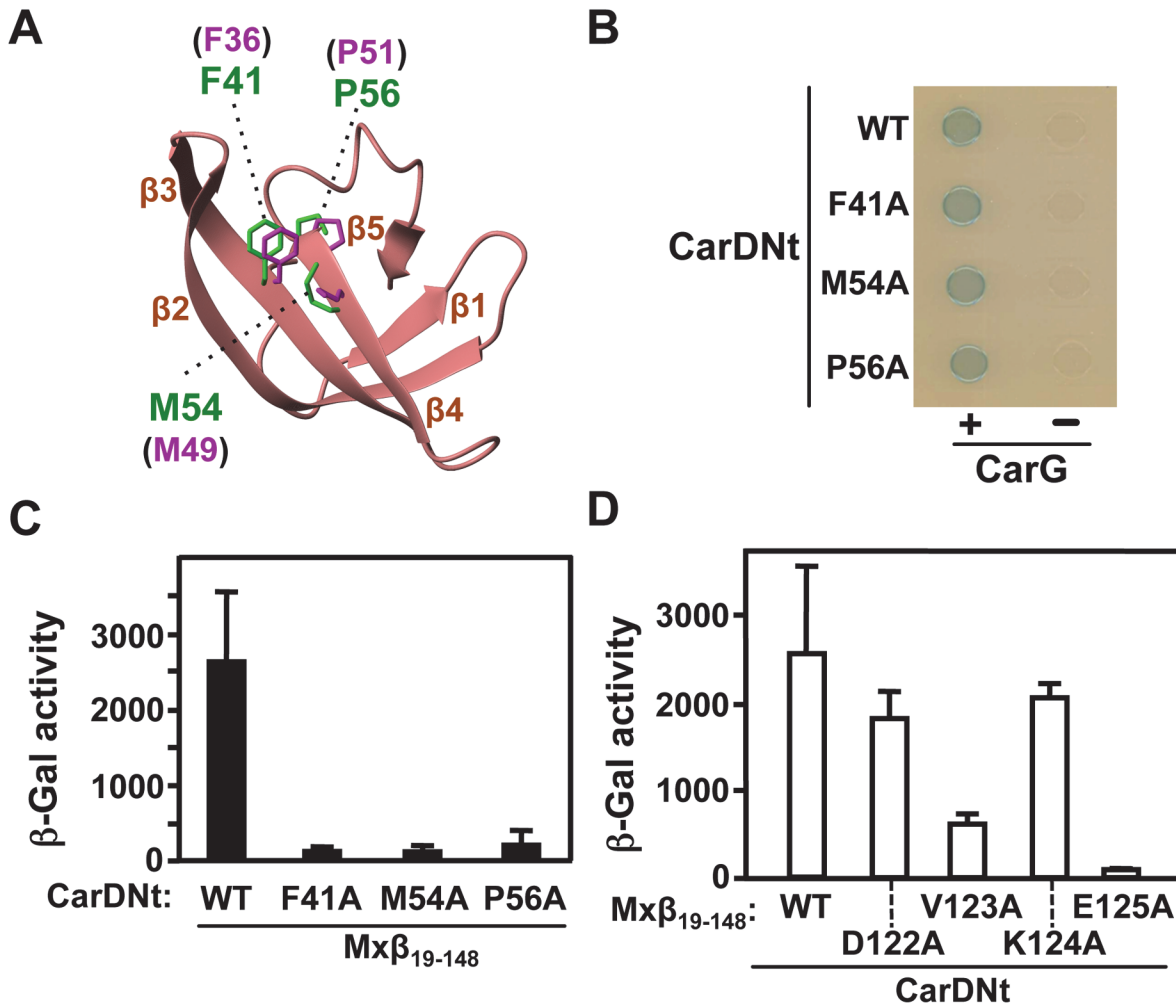 A
(F36)
F41
(P51)
P56
β3
β5
β2
β1
M54
(M49)
β4
B
WT
F41A
CarDNt
M54A
P56A
+ −
CarG
C
β-Gal activity
3000
2000
1000
0
CarDNt: WT F41A M54A P56A
Mxβ19-148
D
β-Gal activity
3000
2000
1000
0
Mxβ19-148: WT V123A E125A
D122A K124A
CarDNt